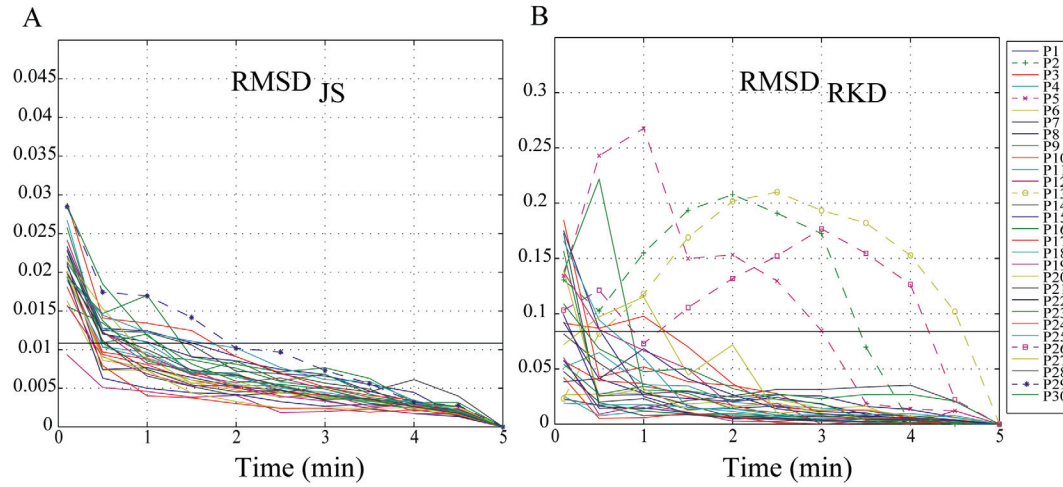 A
0.045
0.04
0.035
0.03
0.025
0.02
0.015
0.01
0.005
0
0 1 2 3 4 5
RMSD JS
Time (min)
B
0.3
0.25
0.2
0.15
0.1
0.05
0
0 1 2 3 4 5
RMSD RKD
Time (min)
P1
P2
P3
P4
P5
P6
P7
P8
P9
P10
P11
P12
P13
P14
P15
P16
P17
P18
P19
P20
P21
P22
P23
P24
P25
P26
P27
P28
P29
P30